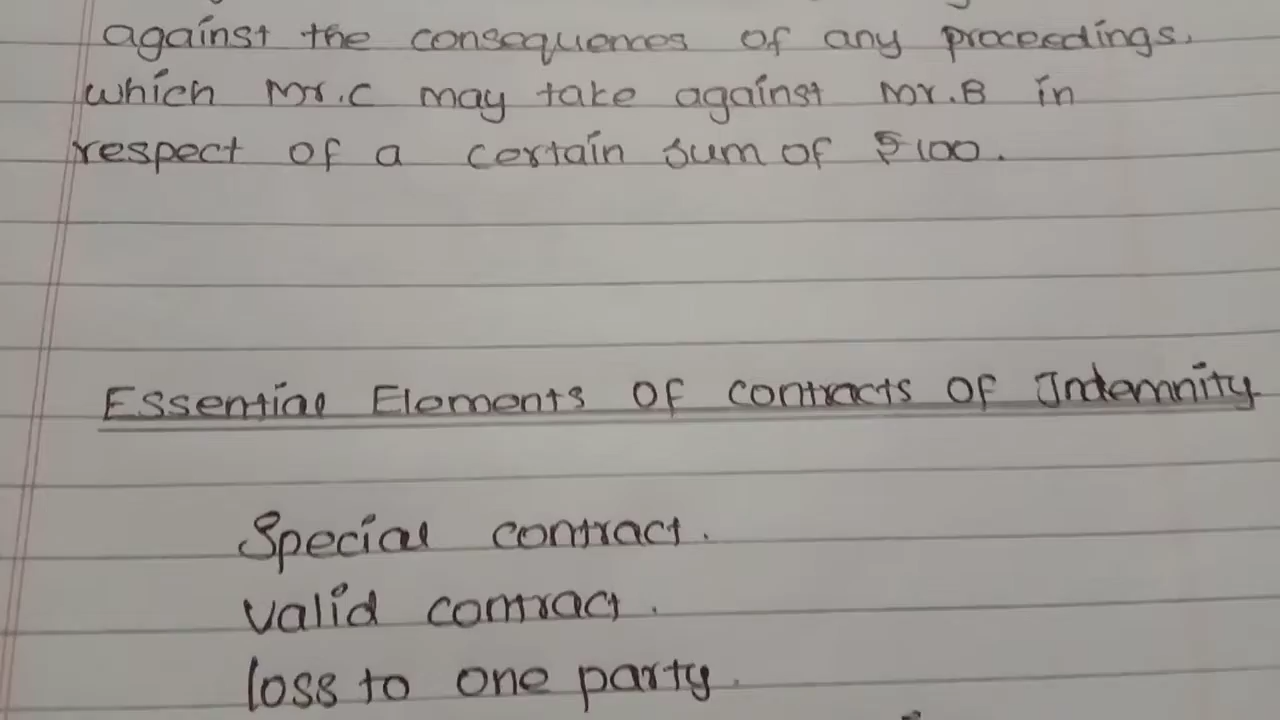 against the consequences of any proceedings.
which Mr.C may take against Mr.B in
respect of a certain sum of $100.
Essential Elements Of contracts Of Indemnity
Special contract.
Valid contract.
loss to one party.